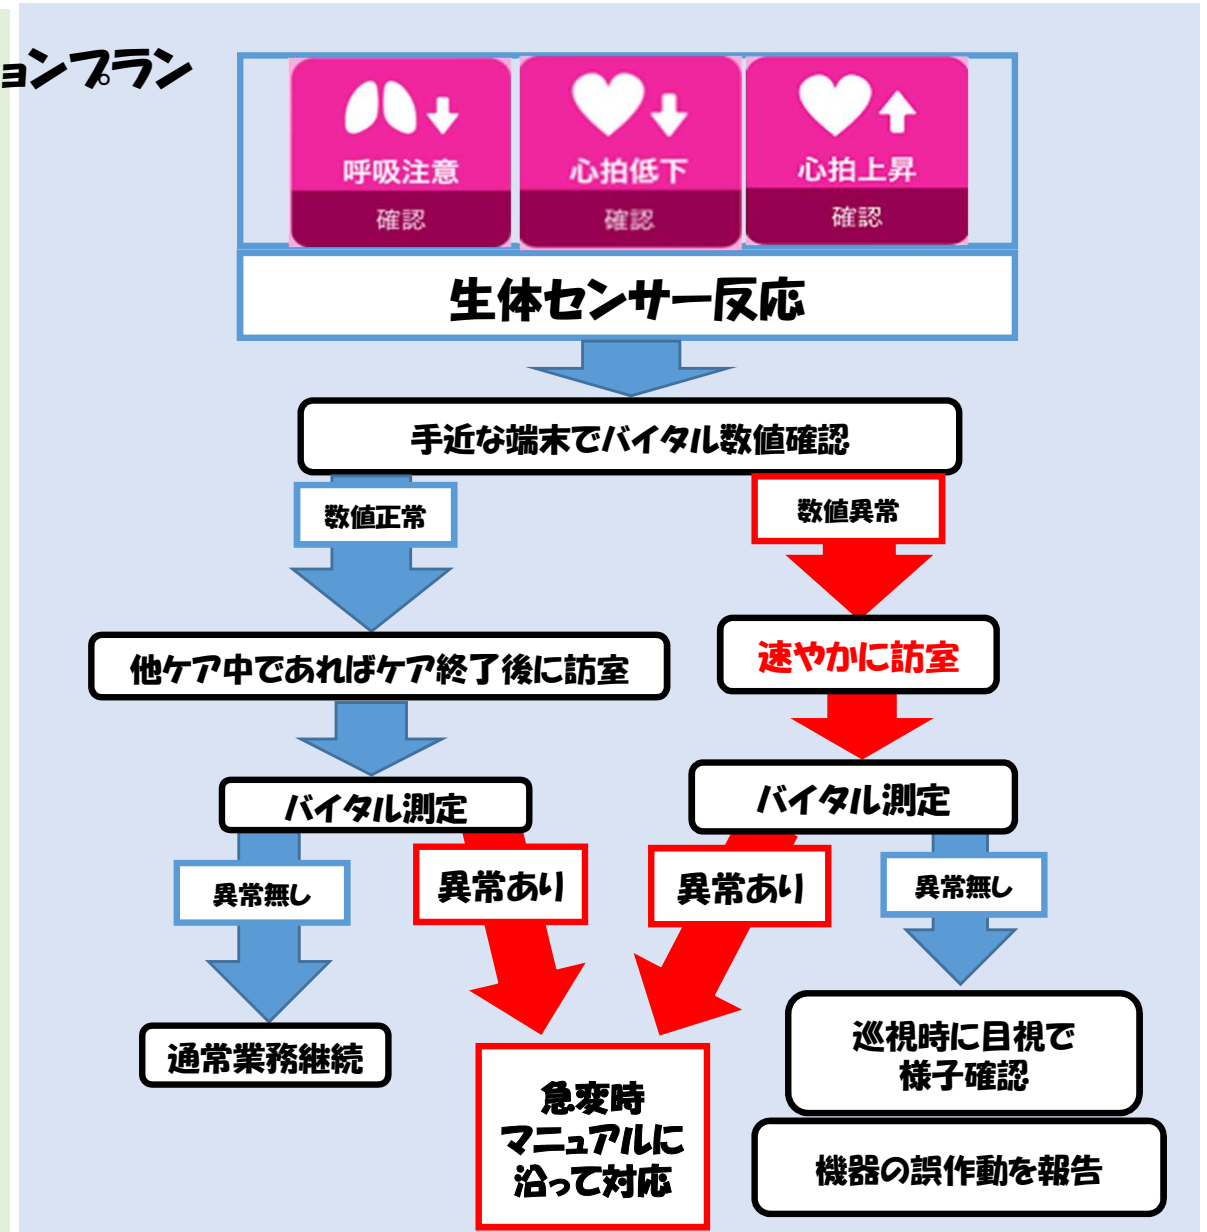 ョンプラン
呼吸注意
確認
心拍低下
確認
心拍上昇
確認
生体センサー反応
手近な端末でバイタル数値確認
数値正常
数値異常
他ケア中であればケア終了後に訪室
速やかに訪室
バイタル測定
バイタル測定
異常無し
異常あり
異常あり
異常無し
通常業務継続
急変時
マニュアルに
沿って対応
巡視時に目視で
様子確認
機器の誤作動を報告